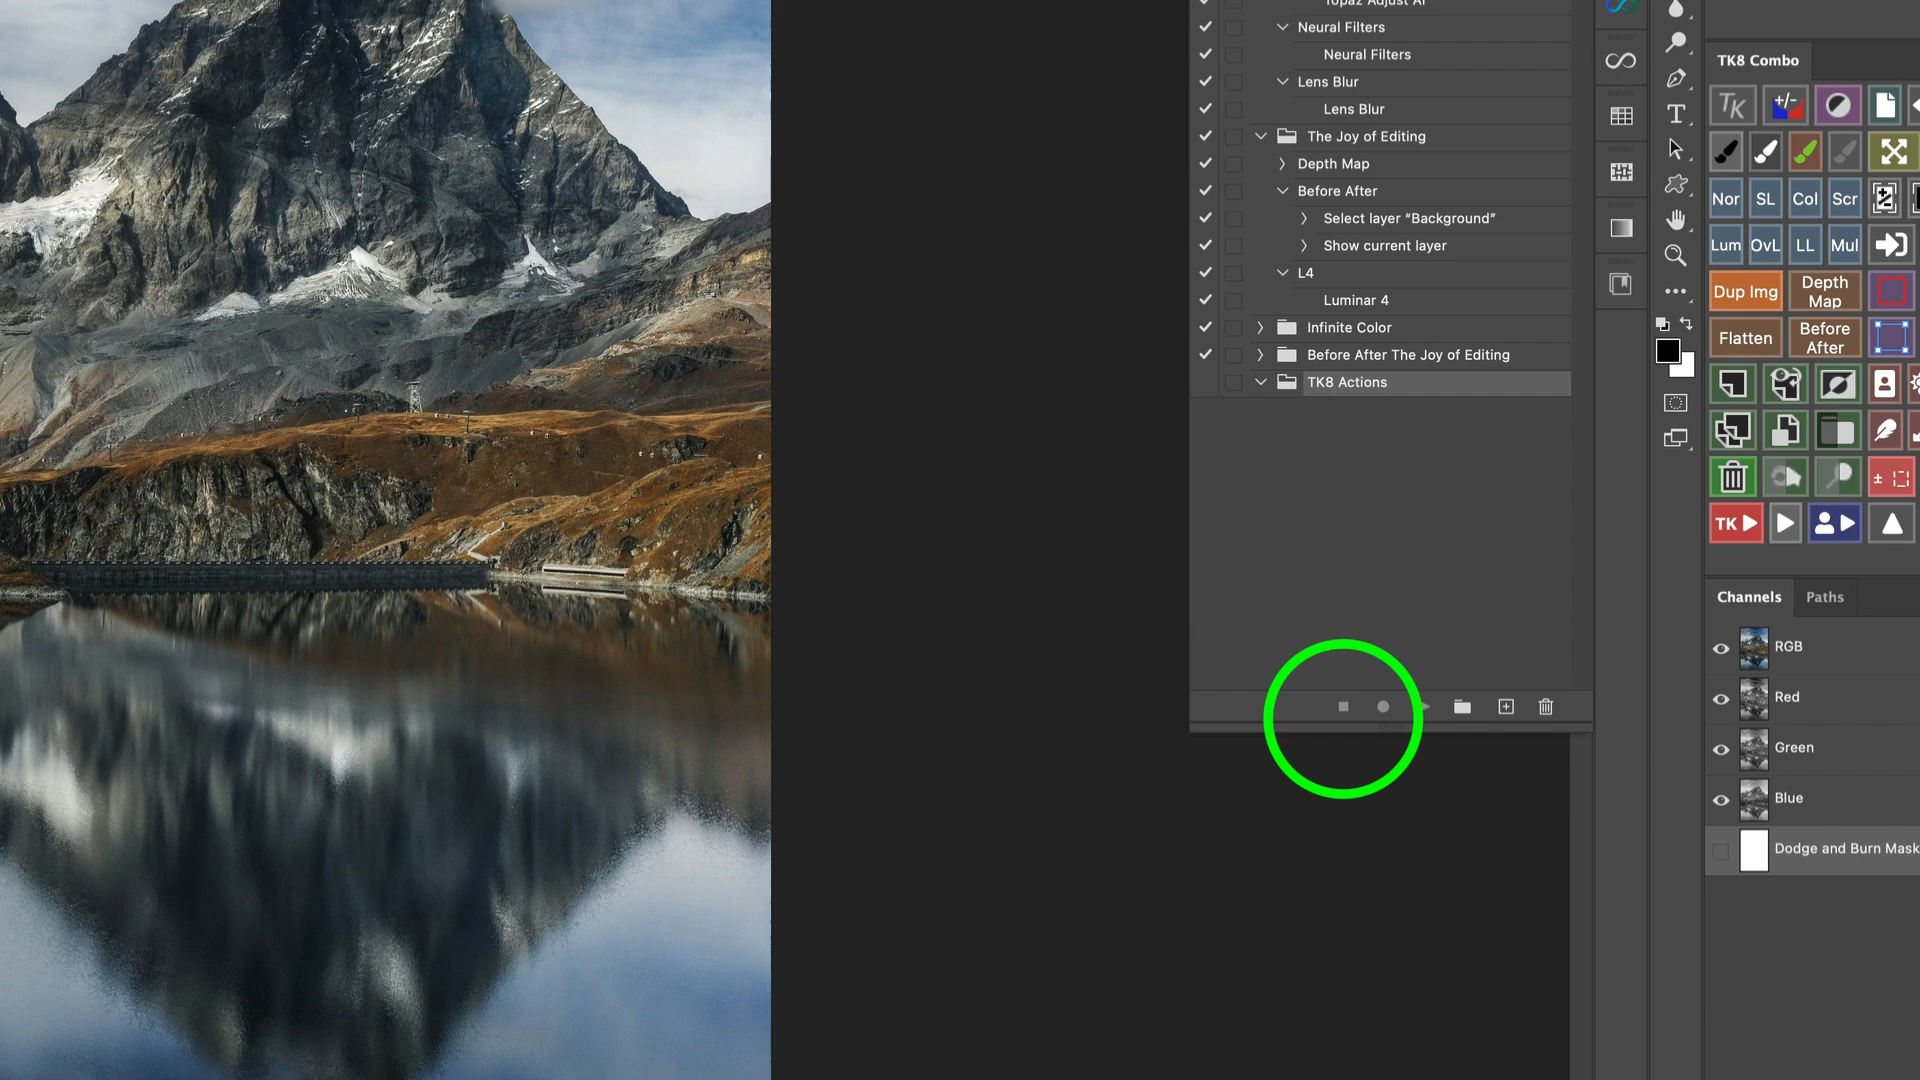 Topaz Adjust AI
Neural Filters
Neural Filters
Lens Blur
Lens Blur
The Joy of Editing
Depth Map
Before After
Select layer “Background”
Show current layer
L4
Luminar 4
Infinite Color
Before After The Joy of Editing
TK8 Actions
T
TK8 Combo
TK
+/-
Nor SL Col Scr
Lum OvL LL Mul
Dup Img
Depth
Map
Flatten
Before
After
TK
Channels
Paths
RGB
Red
Green
Blue
Dodge and Burn Mask